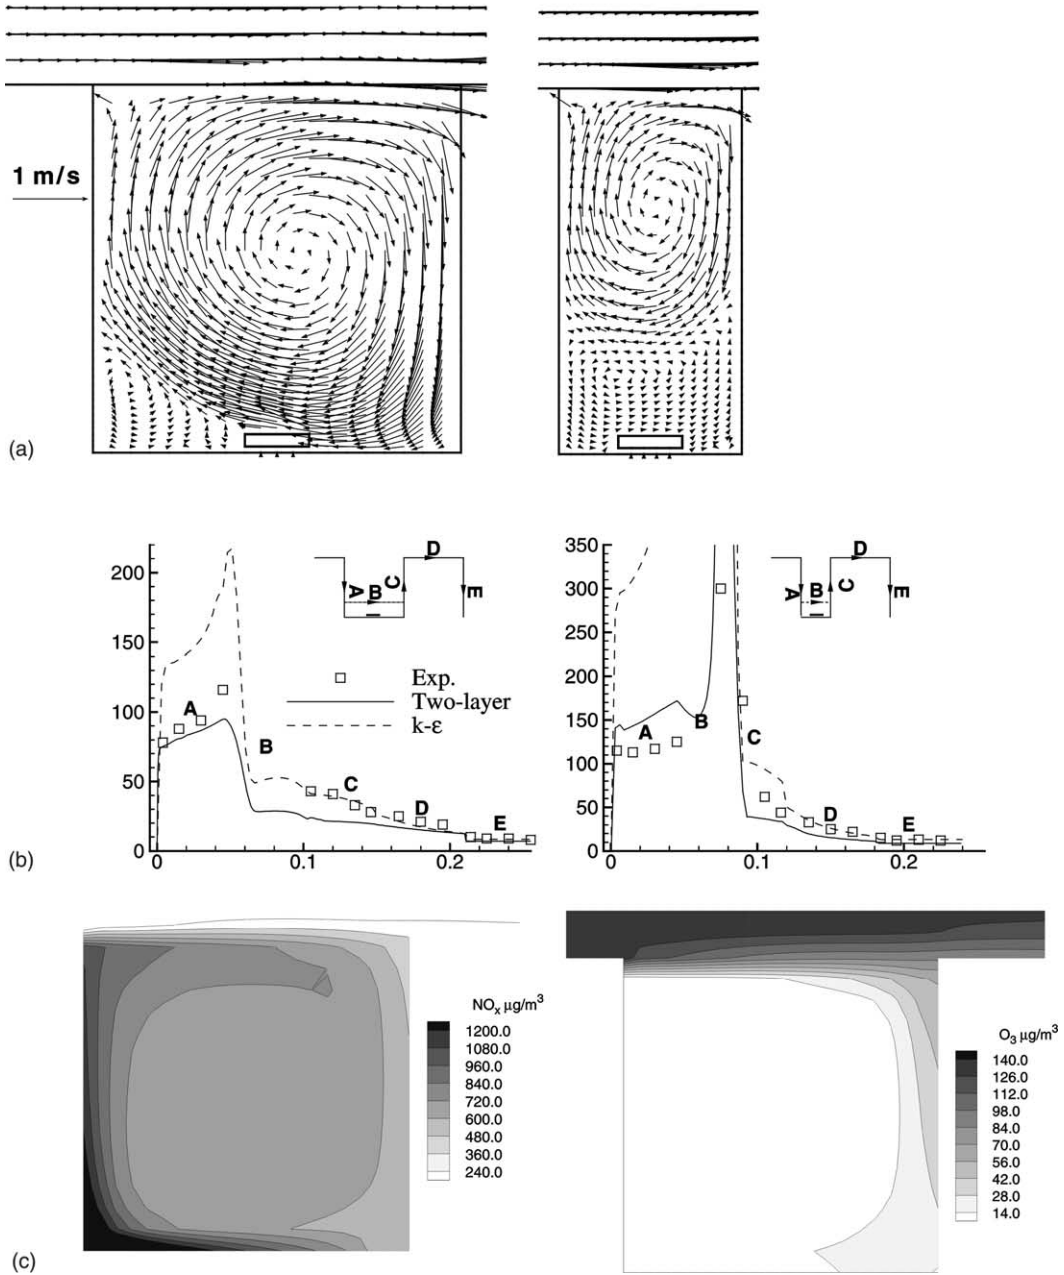 1 m/s
(a)
200
150
100
50
0
0
0.1
0.2
A
B
C
D
E
A
B
C
D
E
I
Exp.
Two-layer
k-ε
350
300
250
200
150
100
50
0
0
0.1
0.2
A
B
C
D
E
A
B
C
D
E
I
(b)
NOx µg/m³
1200.0
1080.0
960.0
840.0
720.0
600.0
480.0
360.0
240.0
O3 µg/m³
140.0
126.0
112.0
98.0
84.0
70.0
56.0
42.0
28.0
14.0
(c)